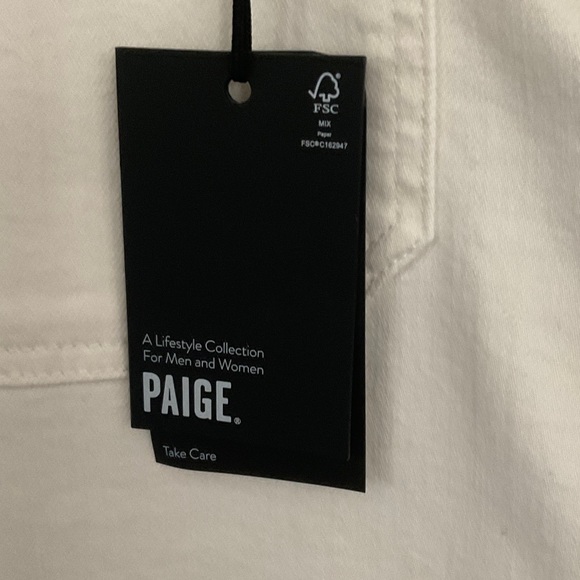 FSC
MIX
Paper
FSC® C162947
A Lifestyle Collection
For Men and Women
PAIGE®
Take Care